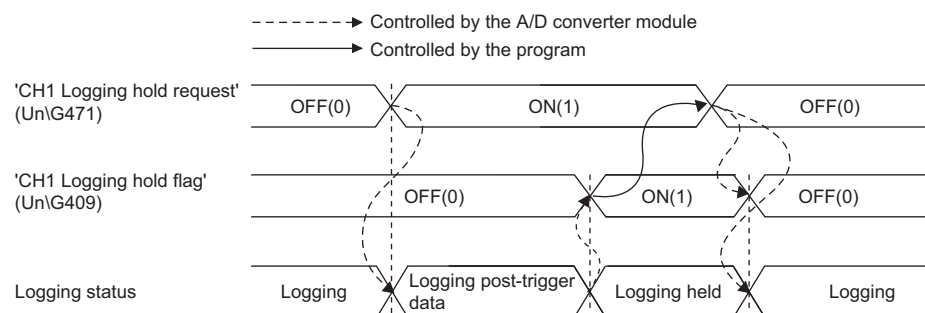 Controlled by the A/D converter module
Controlled by the program
'CH1 Logging hold request'
(Un\G471)
OFF(0) ON(1) OFF(0)
'CH1 Logging hold flag'
(Un\G409)
OFF(0) ON(1) OFF(0)
Logging status
Logging Logging post-trigger
data Logging held Logging